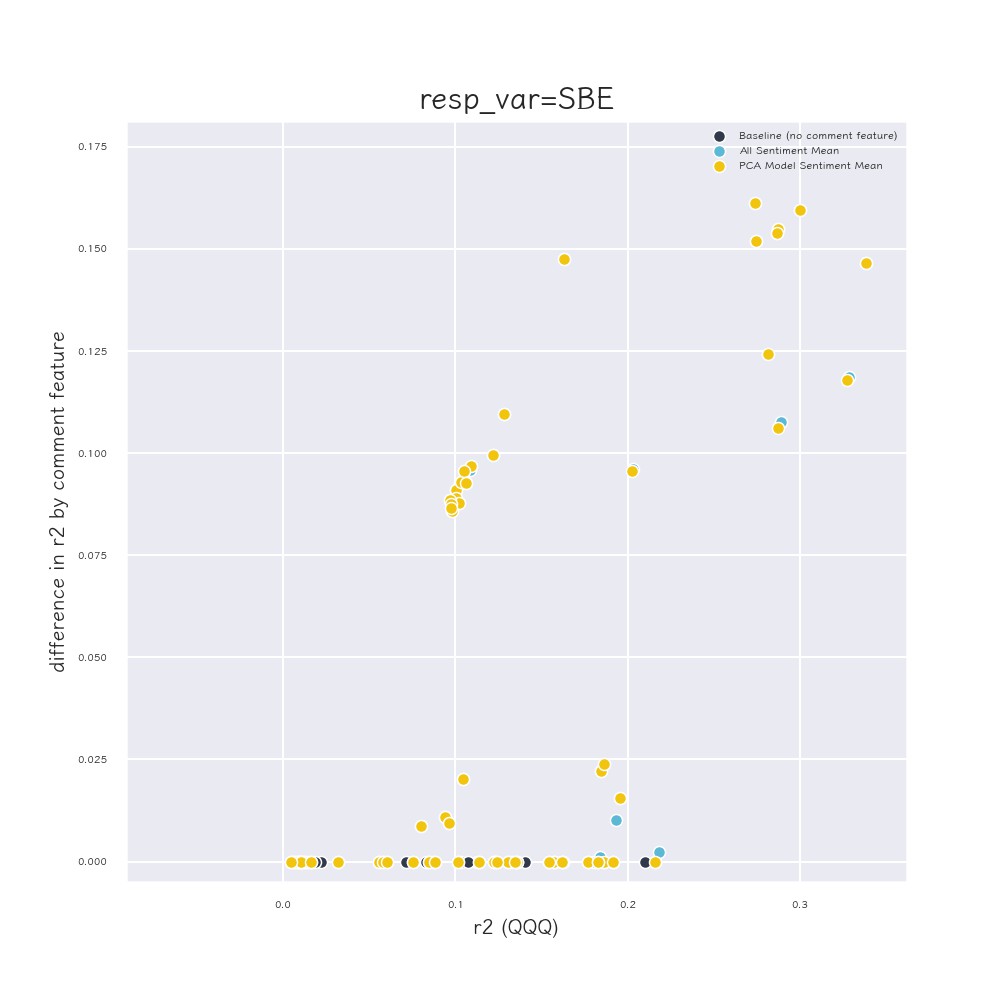 resp_var=SBE
Baseline (no comment feature)
All Sentiment Mean
PCA Model Sentiment Mean
difference in r2 by comment feature
0.175
0.150
0.125
0.100
0.075
0.050
0.025
0.000
0.0
0.1
0.2
0.3
r2 (QQQ)